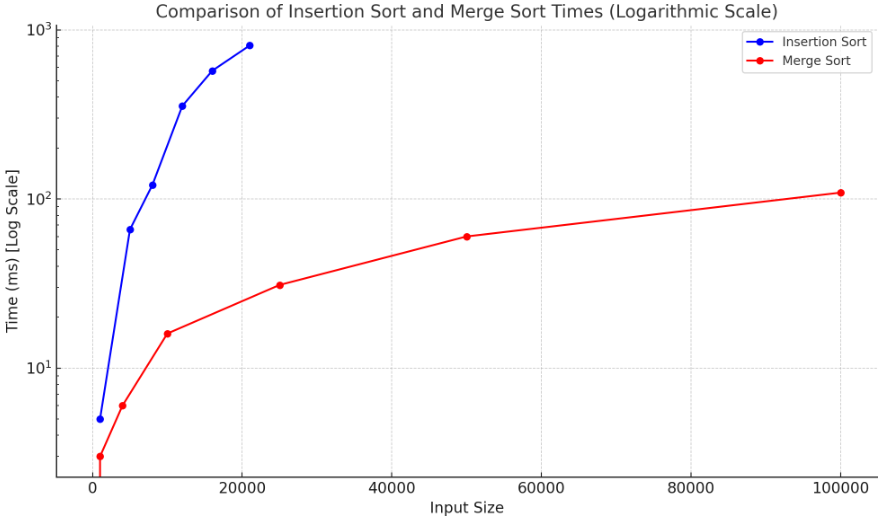 Comparison of Insertion Sort and Merge Sort Times (Logarithmic Scale)
Insertion Sort
Merge Sort
Time (ms) [Log Scale]
10³
10²
10¹
0 20000 40000 60000 80000 100000
Input Size